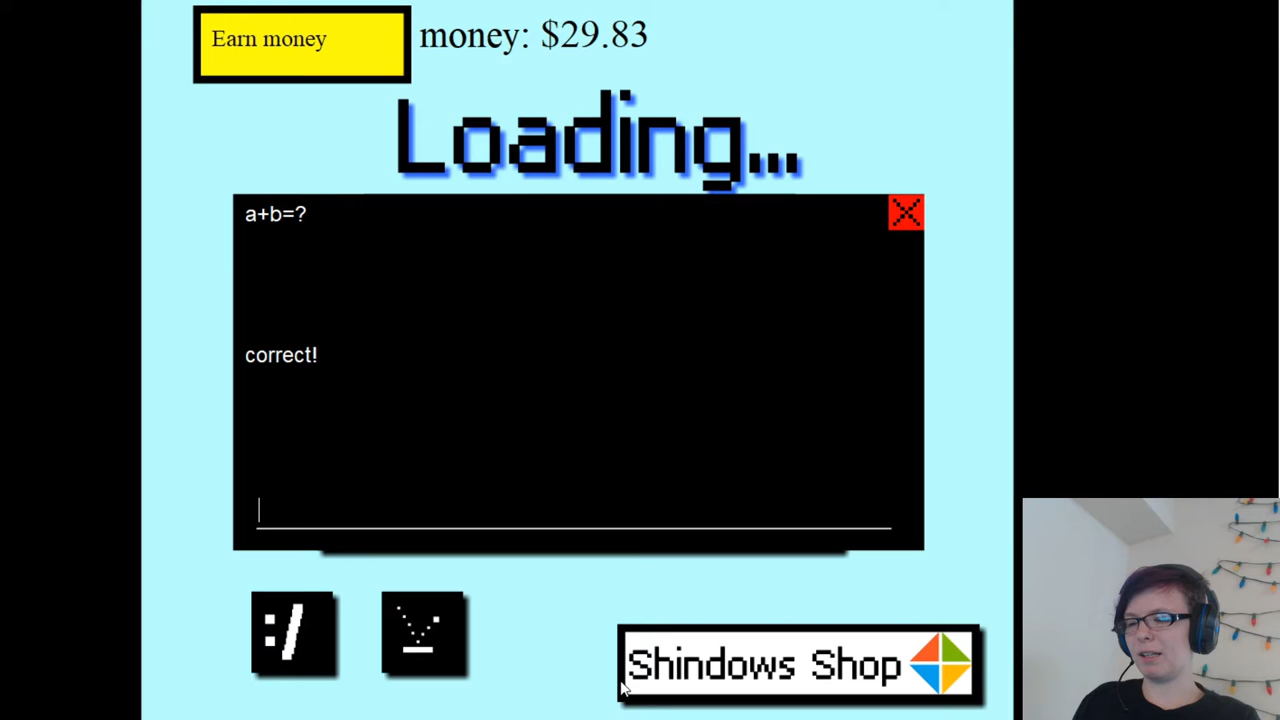 Earn money
money: $29.83
Loading...
a+b=?
correct!
:/
Shindows Shop